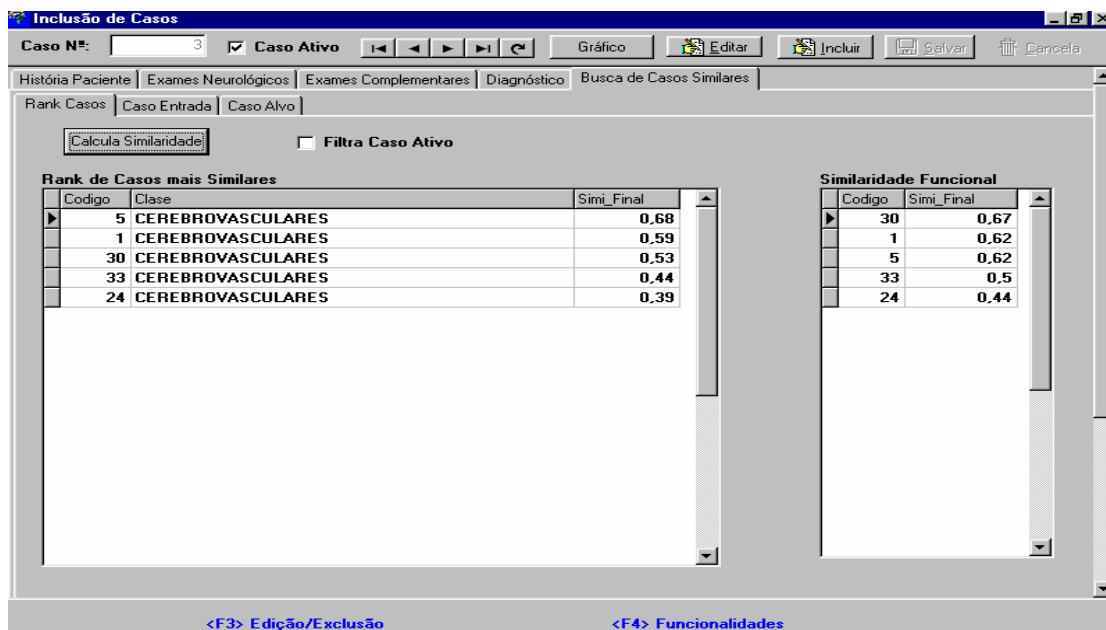 Inclusão de Casos
Caso Nº: 3 Caso Ativo Gráfico Editar Incluir Salvar Cancela
História Paciente Exames Neurológicos Exames Complementares Diagnóstico Busca de Casos Similares
Rank Casos Caso Entrada Caso Alvo
Calcula Similaridade Filtra Caso Ativo
Rank de Casos mais Similares
Codigo Clase Simi_Final
5 CEREBROVASCULARES 0,68
1 CEREBROVASCULARES 0,59
30 CEREBROVASCULARES 0,53
33 CEREBROVASCULARES 0,44
24 CEREBROVASCULARES 0,39
Similaridade Funcional
Codigo Simi_Final
30 0,67
1 0,62
5 0,62
33 0,5
24 0,44
<F3> Edição/Exclusão <F4> Funcionalidades